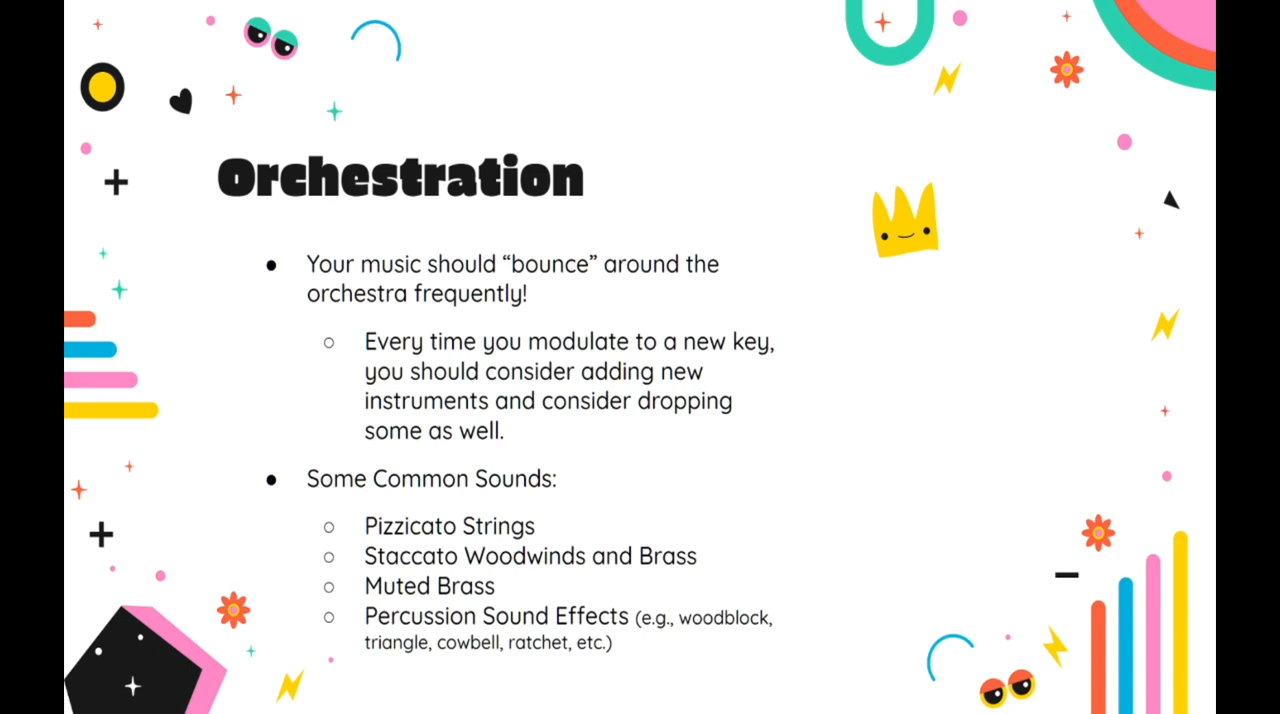 Orchestration
● Your music should “bounce” around the
orchestra frequently!
○ Every time you modulate to a new key,
you should consider adding new
instruments and consider dropping
some as well.
● Some Common Sounds:
○ Pizzicato Strings
○ Staccato Woodwinds and Brass
○ Muted Brass
○ Percussion Sound Effects (e.g., woodblock,
triangle, cowbell, ratchet, etc.)